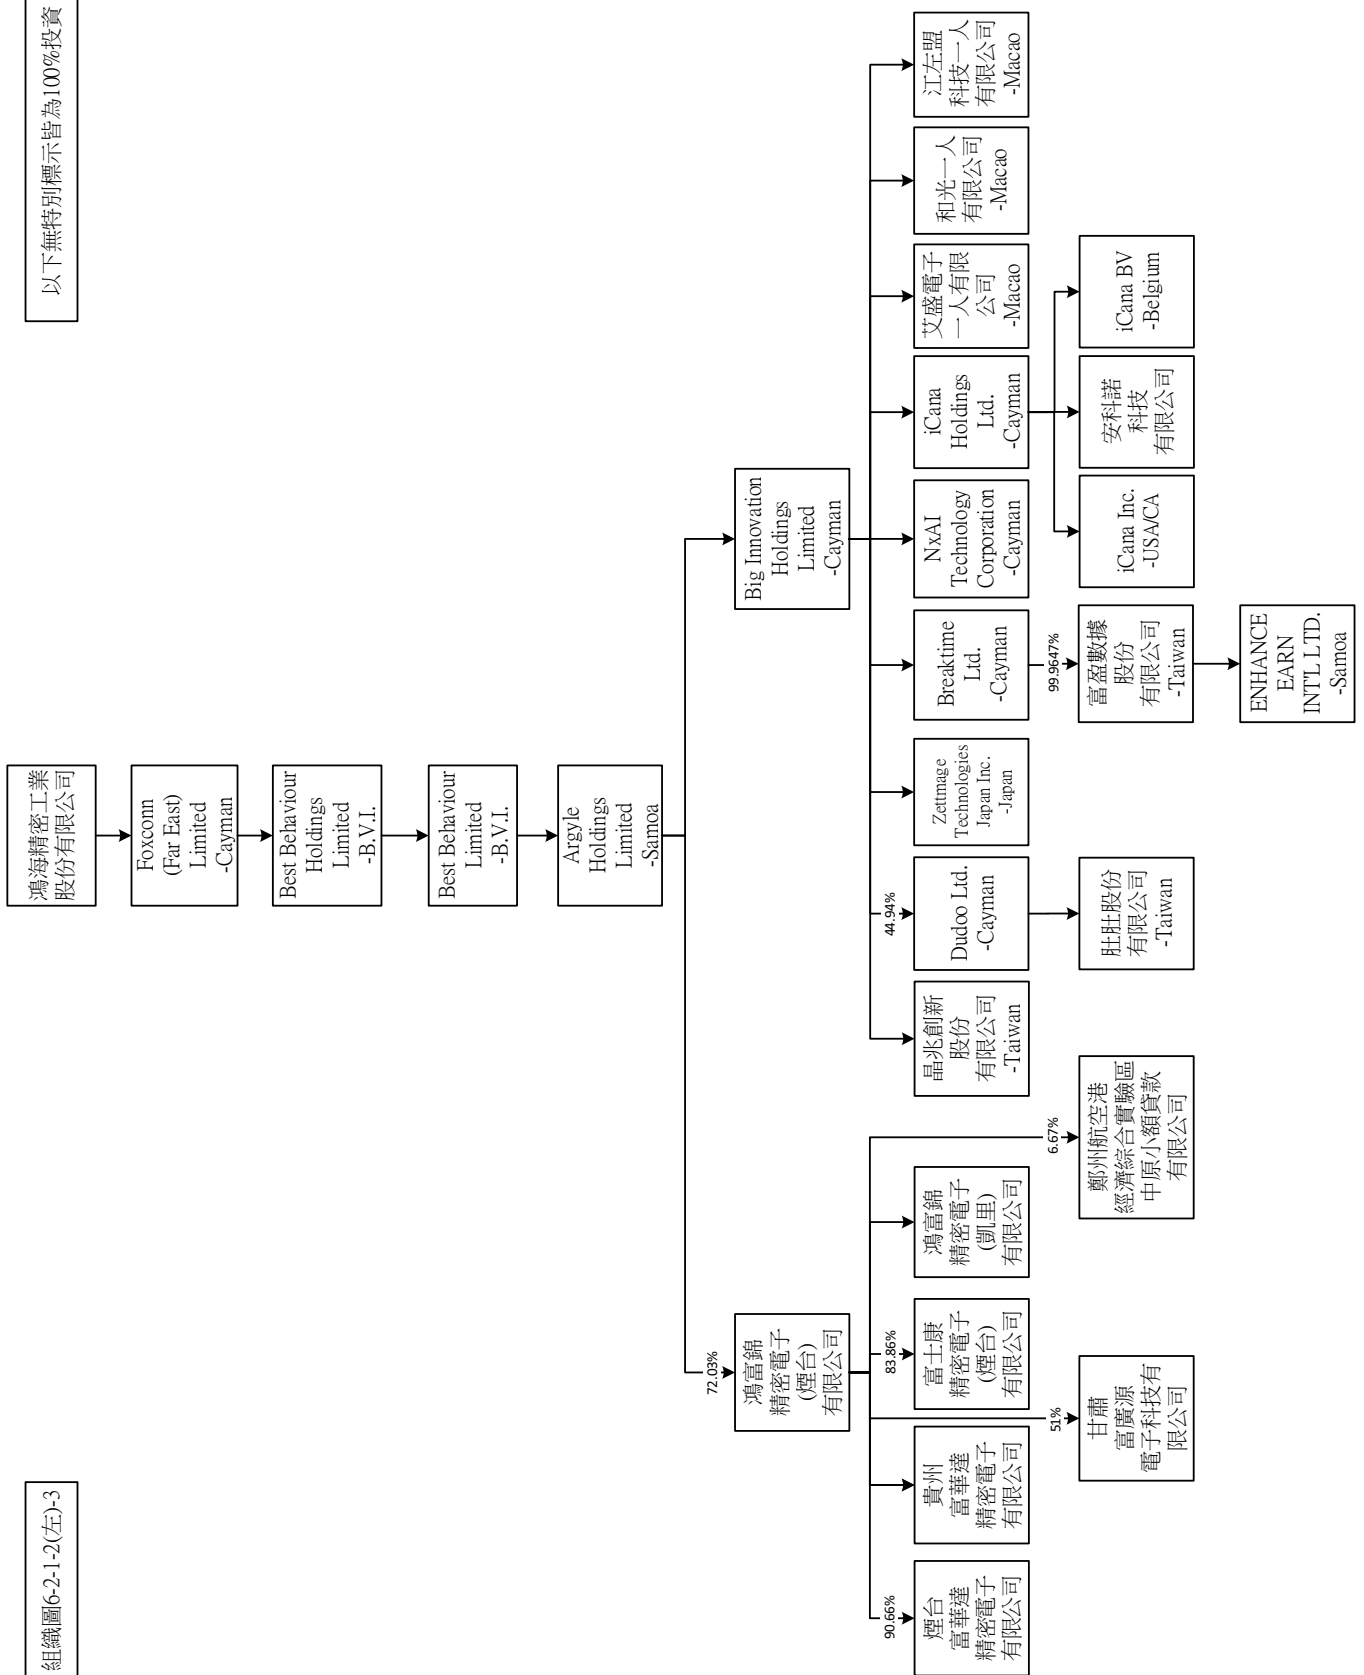 組織圖6-2-1-2(左)-3
以下無特別標示皆為100%投資
鴻海精密工業
股份有限公司
Foxconn
(Far East)
Limited
-Cayman
Best Behaviour
Holdings
Limited
-B.V.I.
Best Behaviour
Limited
-B.V.I.
Argyle
Holdings
Limited
-Samoa
72.03%
鴻富錦
精密電子
(煙台)
有限公司
Big Innovation
Holdings
Limited
-Cayman
90.66%
煙台
富華達
精密電子
有限公司
貴州
富華達
精密電子
有限公司
83.86%
富士康
精密電子
(煙台)
有限公司
鴻富錦
精密電子
(凱里)
有限公司
晶兆創新
股份
有限公司
-Taiwan
44.94%
Dudoo Ltd.
-Cayman
Zettmage
Technologies
Japan Inc.
-Japan
Breaktime
Ltd.
-Cayman
NxAI
Technology
Corporation
-Cayman
iCana
Holdings
Ltd.
-Cayman
艾盛電子
一人有限
公司
-Macao
和光一人
有限公司
-Macao
江左盟
科技一人
有限公司
-Macao
51%
甘肅
富廣源
電子科技有
限公司
6.67%
鄭州航空港
經濟綜合實驗區
中原小額貸款
有限公司
肚肚股份
有限公司
-Taiwan
99.9647%
富盈數據
股份
有限公司
-Taiwan
iCana Inc.
-USA/CA
安科諾
科技
有限公司
iCana BV
-Belgium
ENHANCE
EARN
INT'L LTD.
-Samoa